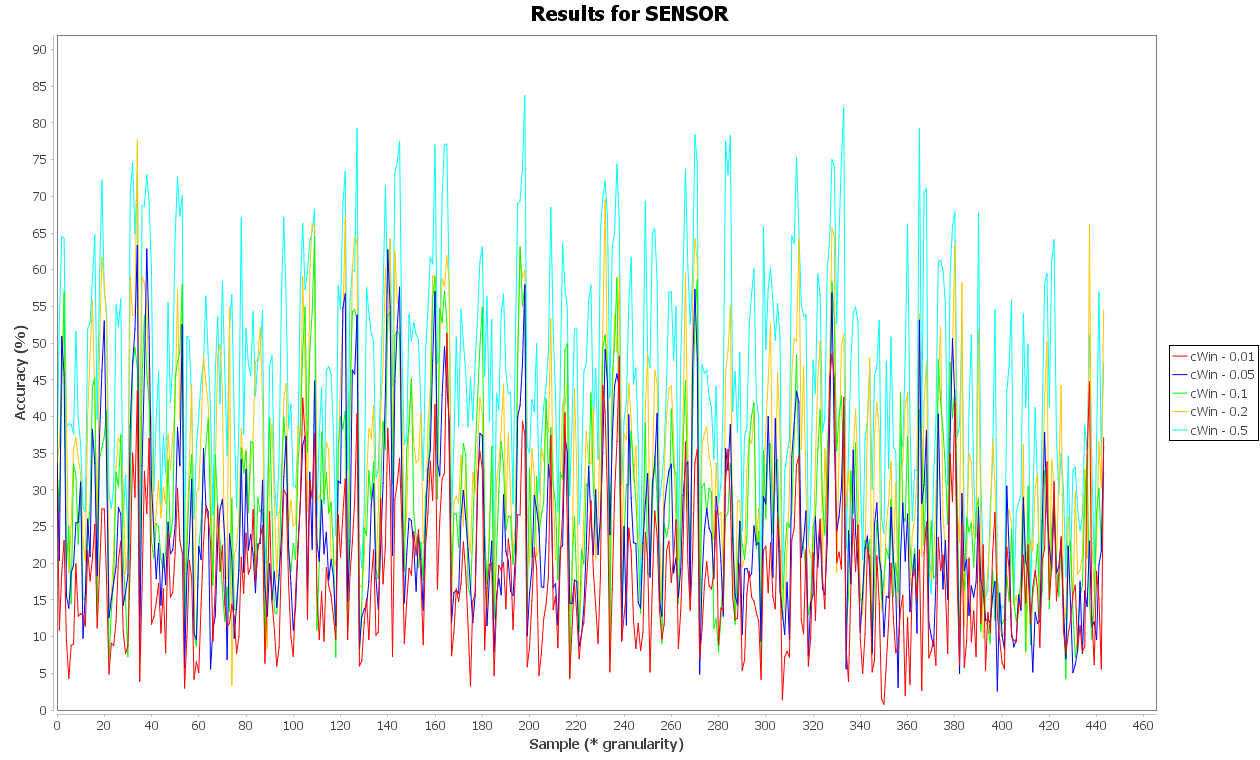 Results for SENSOR
Accuracy (%)
90
85
80
75
70
65
60
55
50
45
40
35
30
25
20
15
10
5
0
0 20 40 60 80 100 120 140 160 180 200 220 240 260 280 300 320 340 360 380 400 420 440 460
Sample (* granularity)
cWin - 0.01
cWin - 0.05
cWin - 0.1
cWin - 0.2
cWin - 0.5